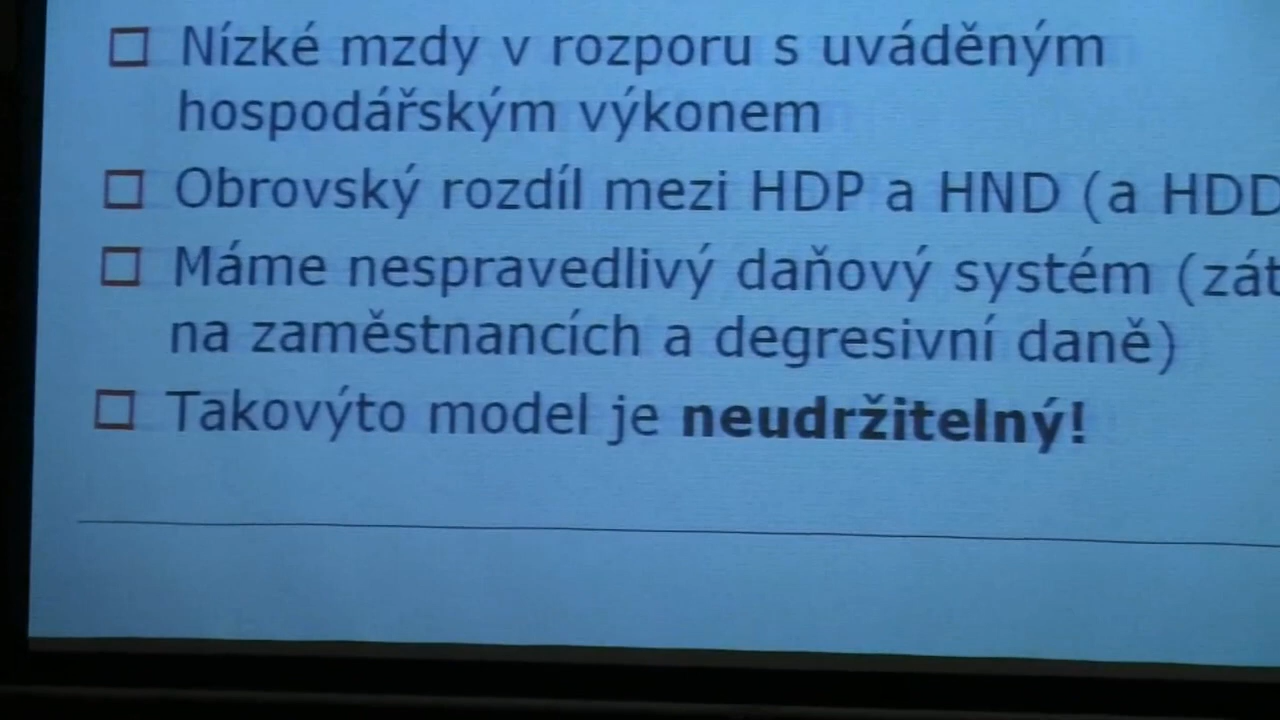 Nízké mzdy v rozporu s uváděným
hospodářským výkonem
Obrovský rozdíl mezi HDP a HND (a HDD
Máme nespravedlivý daňový systém (
na zaměstnancích a degresivní daně)
Takovýto model je neudržitelný!